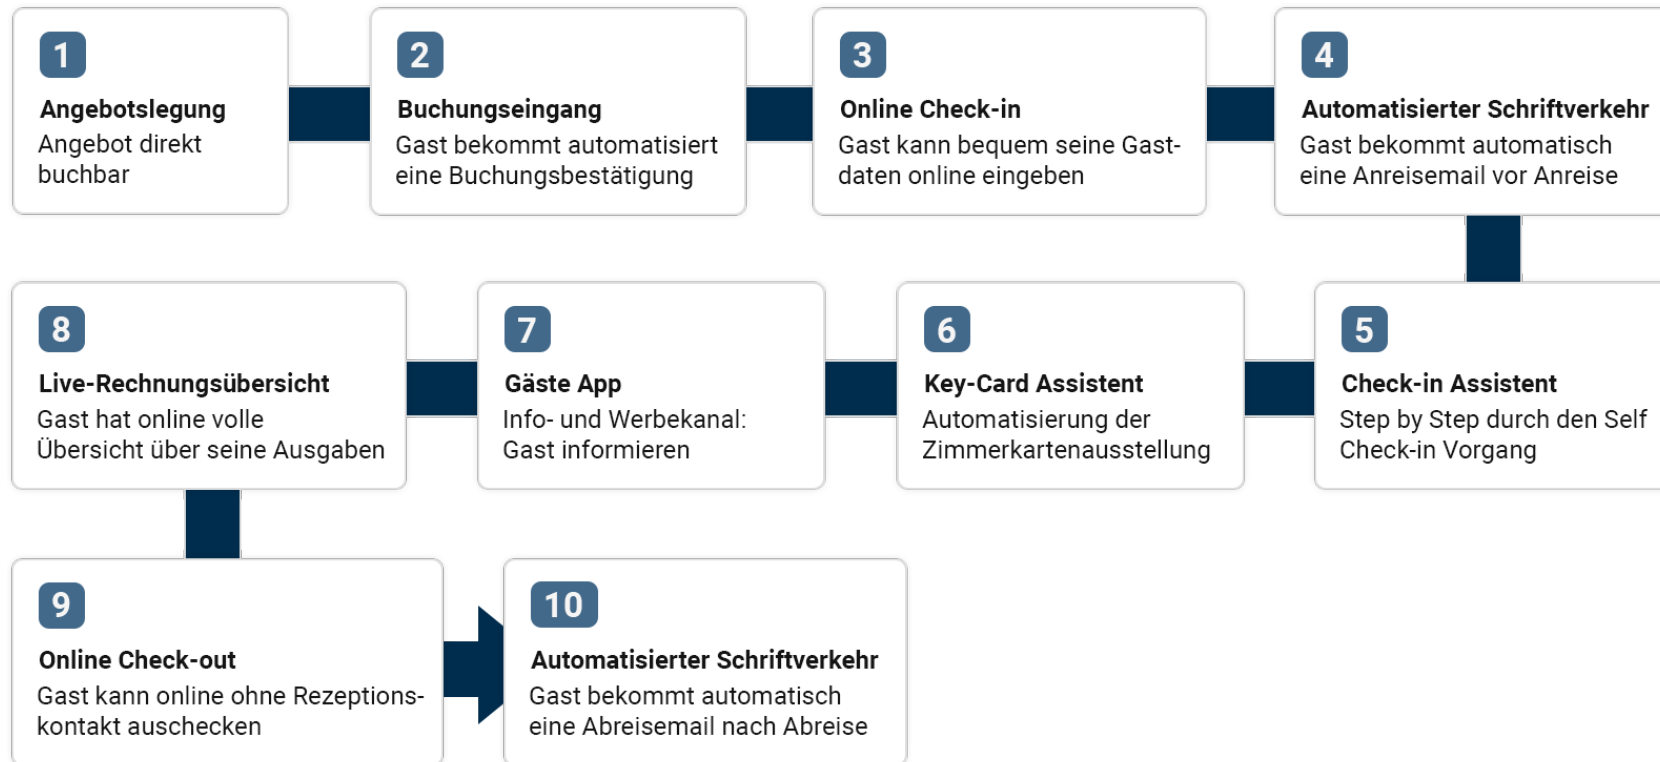 1
Angebotslegung
Angebot direkt
buchbar
2
Buchungseingang
Gast bekommt automatisiert
eine Buchungsbestätigung
3
Online Check-in
Gast kann bequem seine Gast-
daten online eingeben
4
Automatisierter Schriftverkehr
Gast bekommt automatisch
eine Anreisemail vor Anreise
5
Check-in Assistent
Step by Step durch den Self
Check-in Vorgang
6
Key-Card Assistent
Automatisierung der
Zimmerkartenausstellung
7
Gäste App
Info- und Werbekanal:
Gast informieren
8
Live-Rechnungsübersicht
Gast hat online volle
Übersicht über seine Ausgaben
9
Online Check-out
Gast kann online ohne Rezeptions-
kontakt auschecken
10
Automatisierter Schriftverkehr
Gast bekommt automatisch
eine Abreisemail nach Abreise